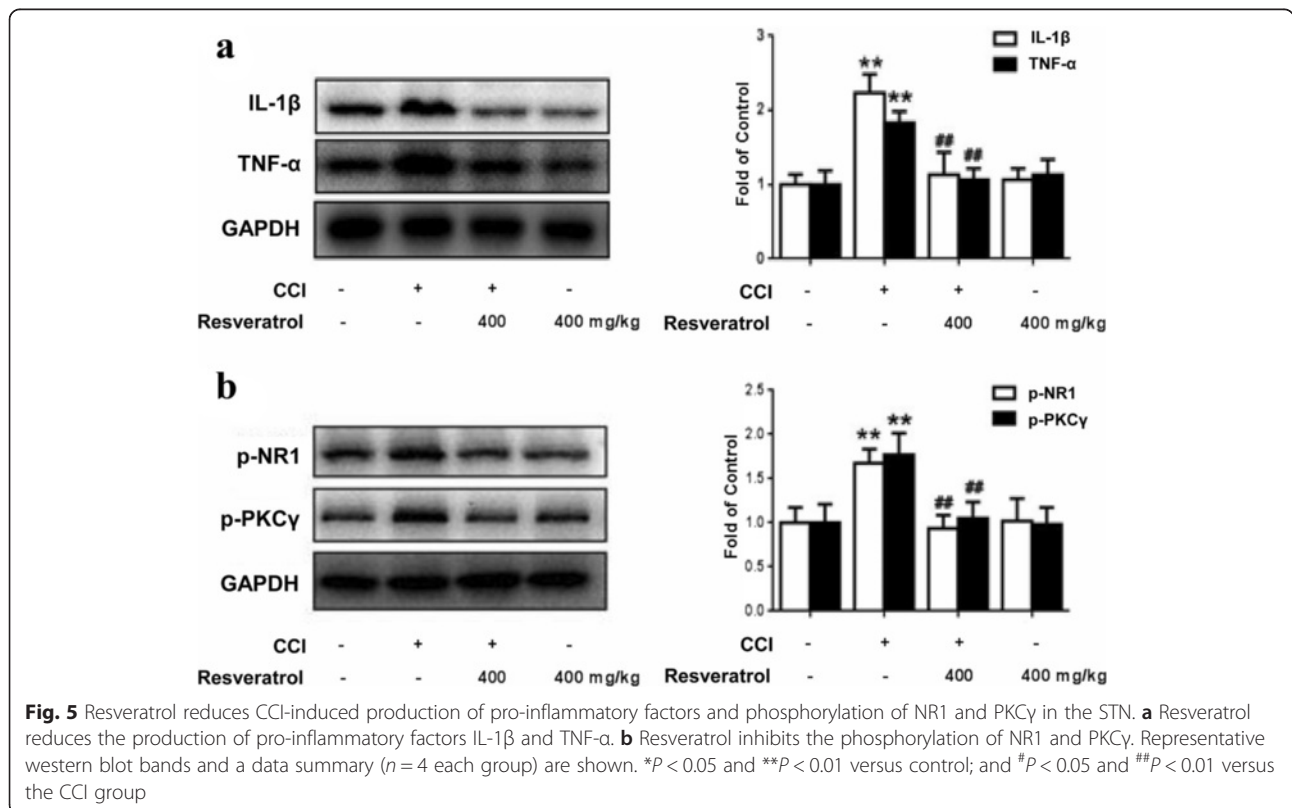 a
IL-1β
TNF-α
GAPDH
CCI - + + -
Resveratrol - - 400 400 mg/kg
Fold of Control
3
2
1
0
** ** ## ##
IL-1β
TNF-α
CCI - + + -
Resveratrol - - 400 400 mg/kg
b
p-NR1
p-PKCγ
GAPDH
CCI - + + -
Resveratrol - - 400 400 mg/kg
Fold of Control
2.5
2.0
1.5
1.0
0.5
0.0
** ** ## ##
p-NR1
p-PKCγ
CCI - + + -
Resveratrol - - 400 400 mg/kg
Fig. 5 Resveratrol reduces CCI-induced production of pro-inflammatory factors and phosphorylation of NR1 and PKCγ in the STN. a Resveratrol
reduces the production of pro-inflammatory factors IL-1β and TNF-α. b Resveratrol inhibits the phosphorylation of NR1 and PKCγ. Representative
western blot bands and a data summary (n = 4 each group) are shown. *P < 0.05 and **P < 0.01 versus control; and #P < 0.05 and ##P < 0.01 versus
the CCI group